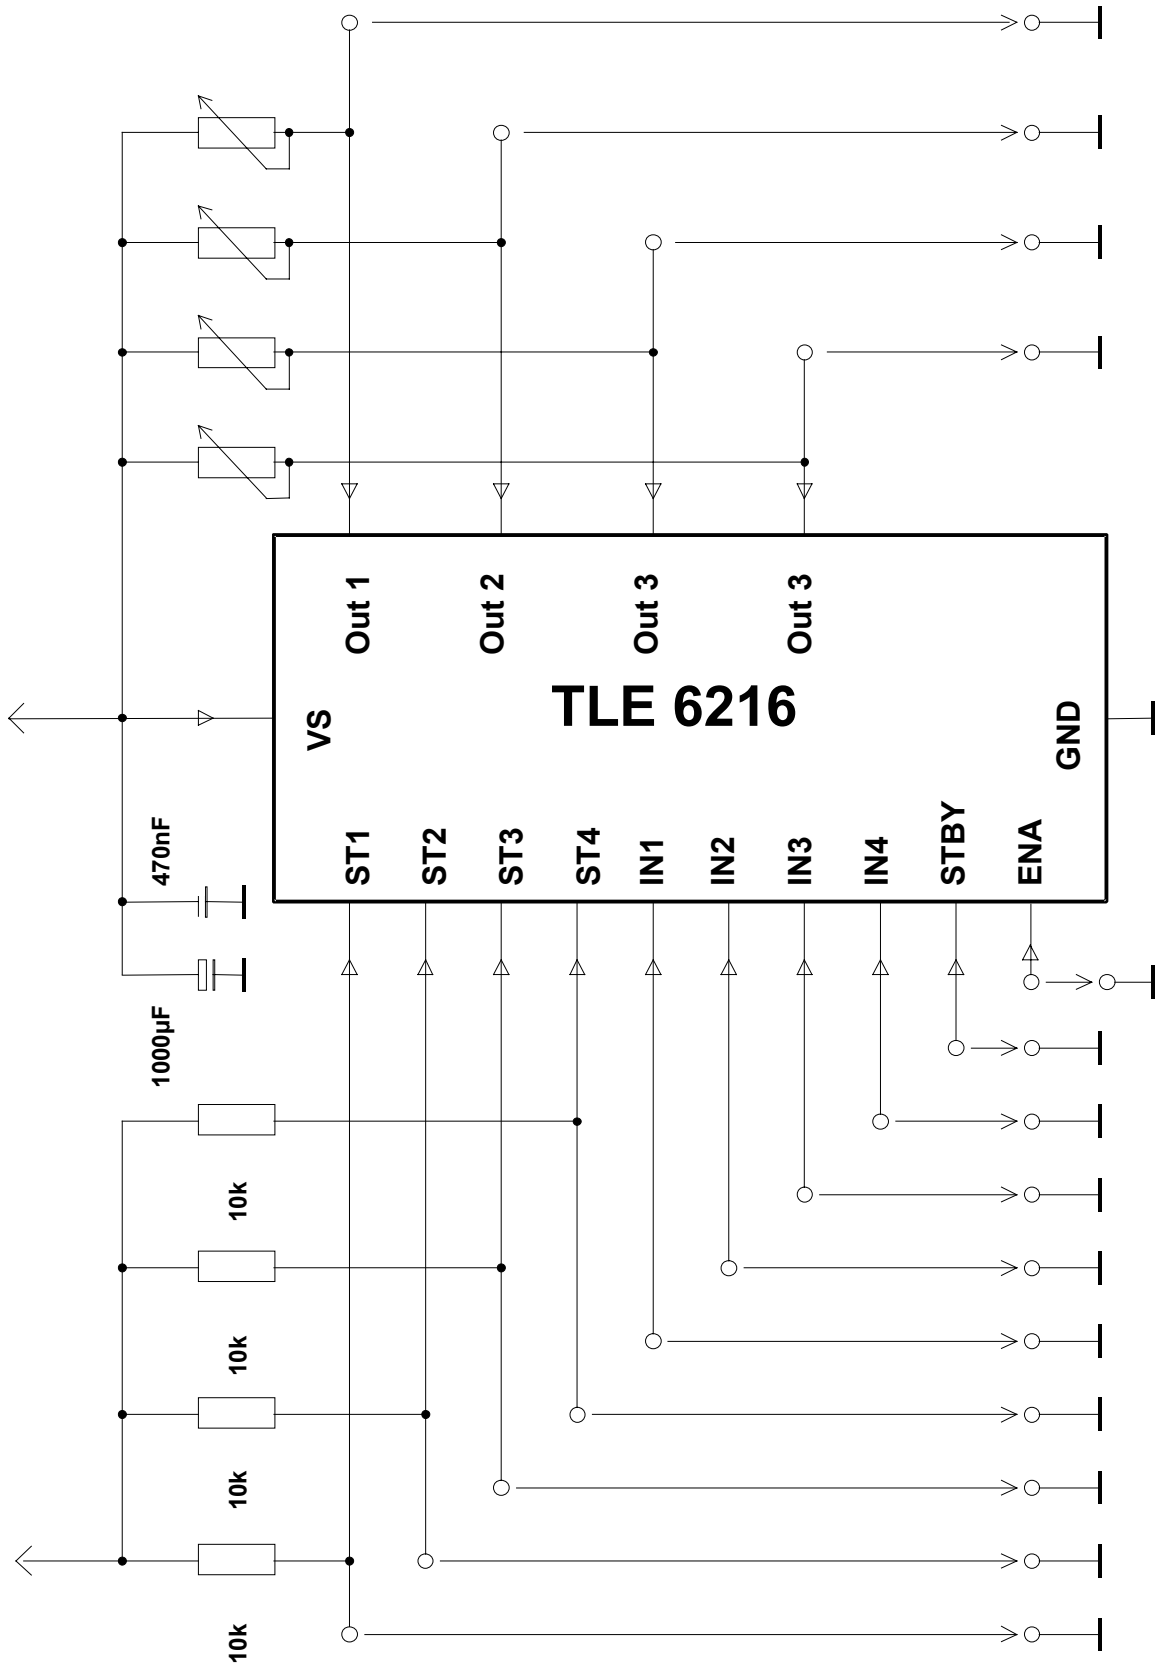 Out 1
Out 2
Out 3
Out 3
TLE 6216
VS
GND
ST1
ST2
ST3
ST4
IN1
IN2
IN3
IN4
STBY
ENA
470nF
1000µF
10k
10k
10k
10k